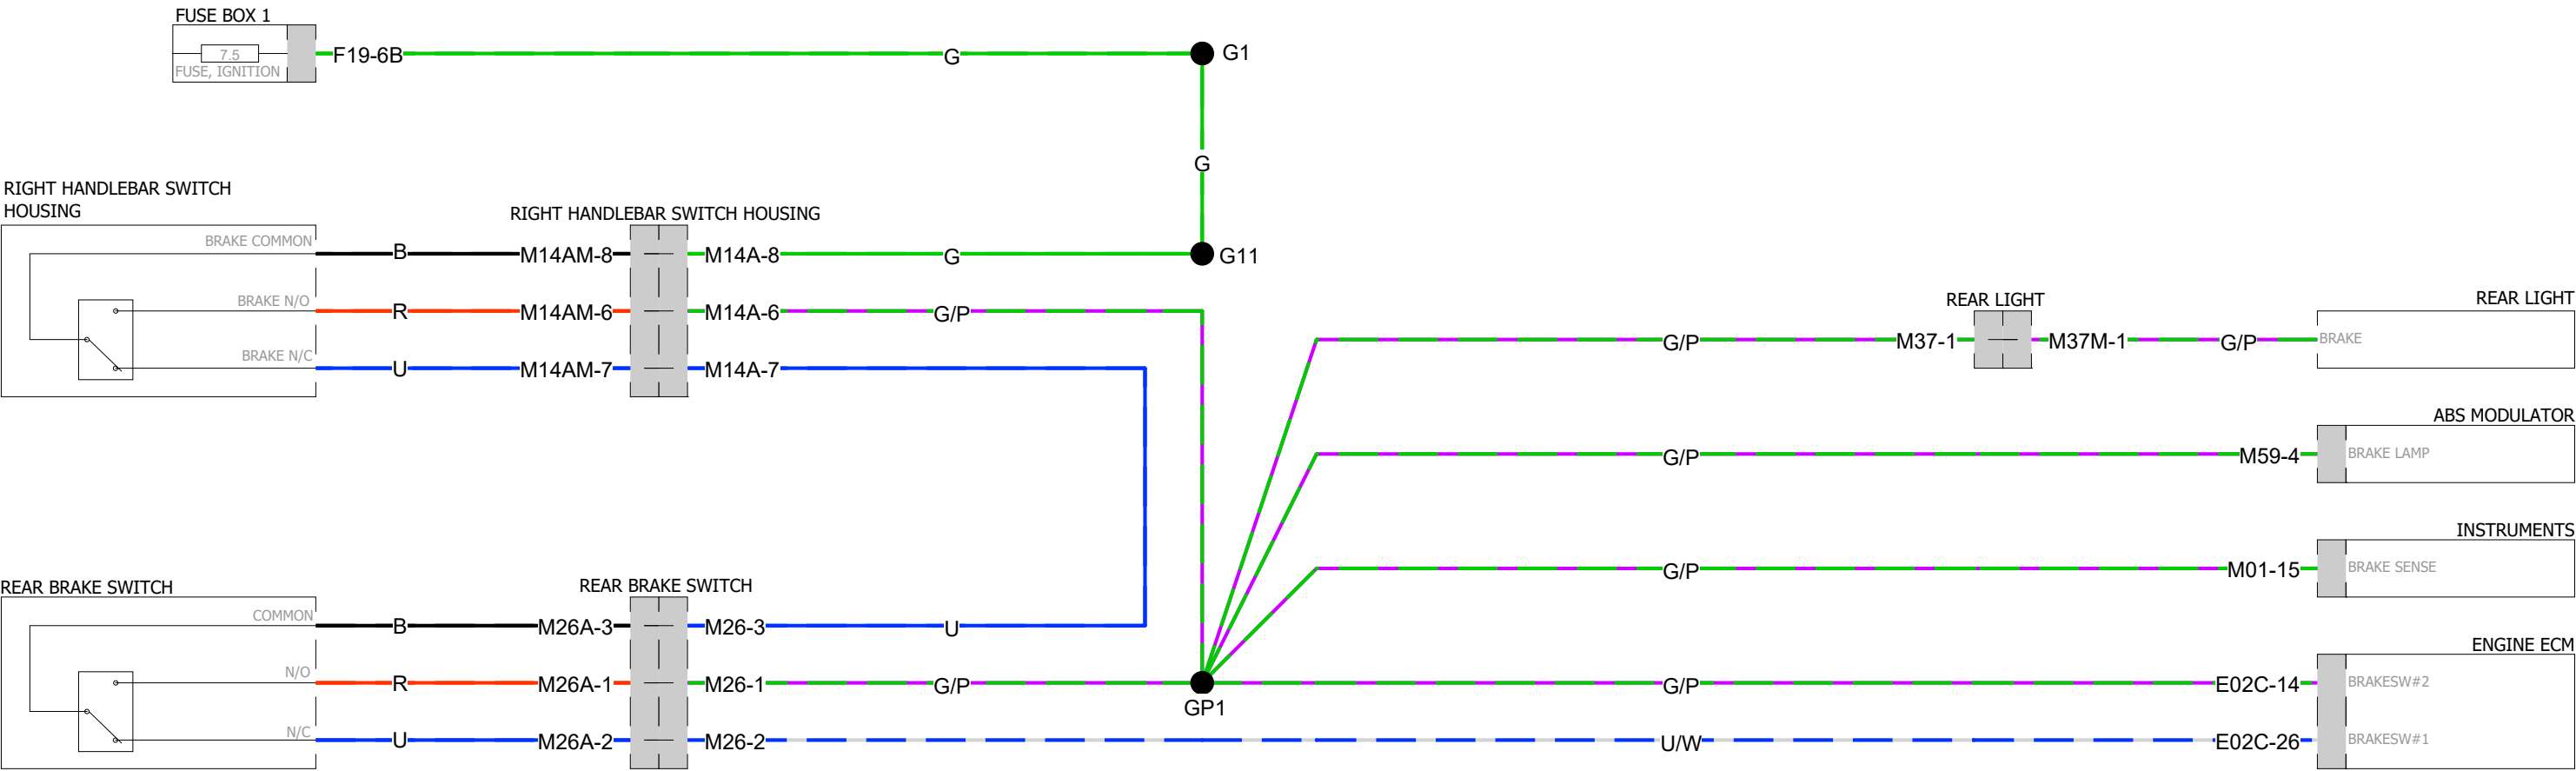 FUSE BOX 1
7.5
FUSE, IGNITION
F19-6B
G
G1
G
RIGHT HANDLEBAR SWITCH
HOUSING
RIGHT HANDLEBAR SWITCH HOUSING
BRAKE COMMON
B
M14AM-8
M14A-8
G
G11
BRAKE N/O
R
M14AM-6
M14A-6
G/P
BRAKE N/C
U
M14AM-7
M14A-7
REAR LIGHT
REAR LIGHT
G/P
M37-1
M37M-1
G/P
BRAKE
ABS MODULATOR
G/P
M59-4
BRAKE LAMP
INSTRUMENTS
G/P
M01-15
BRAKE SENSE
REAR BRAKE SWITCH
REAR BRAKE SWITCH
COMMON
B
M26A-3
M26-3
U
N/O
R
M26A-1
M26-1
G/P
GP1
N/C
U
M26A-2
M26-2
ENGINE ECM
G/P
E02C-14
BRAKESW#2
U/W
E02C-26
BRAKESW#1